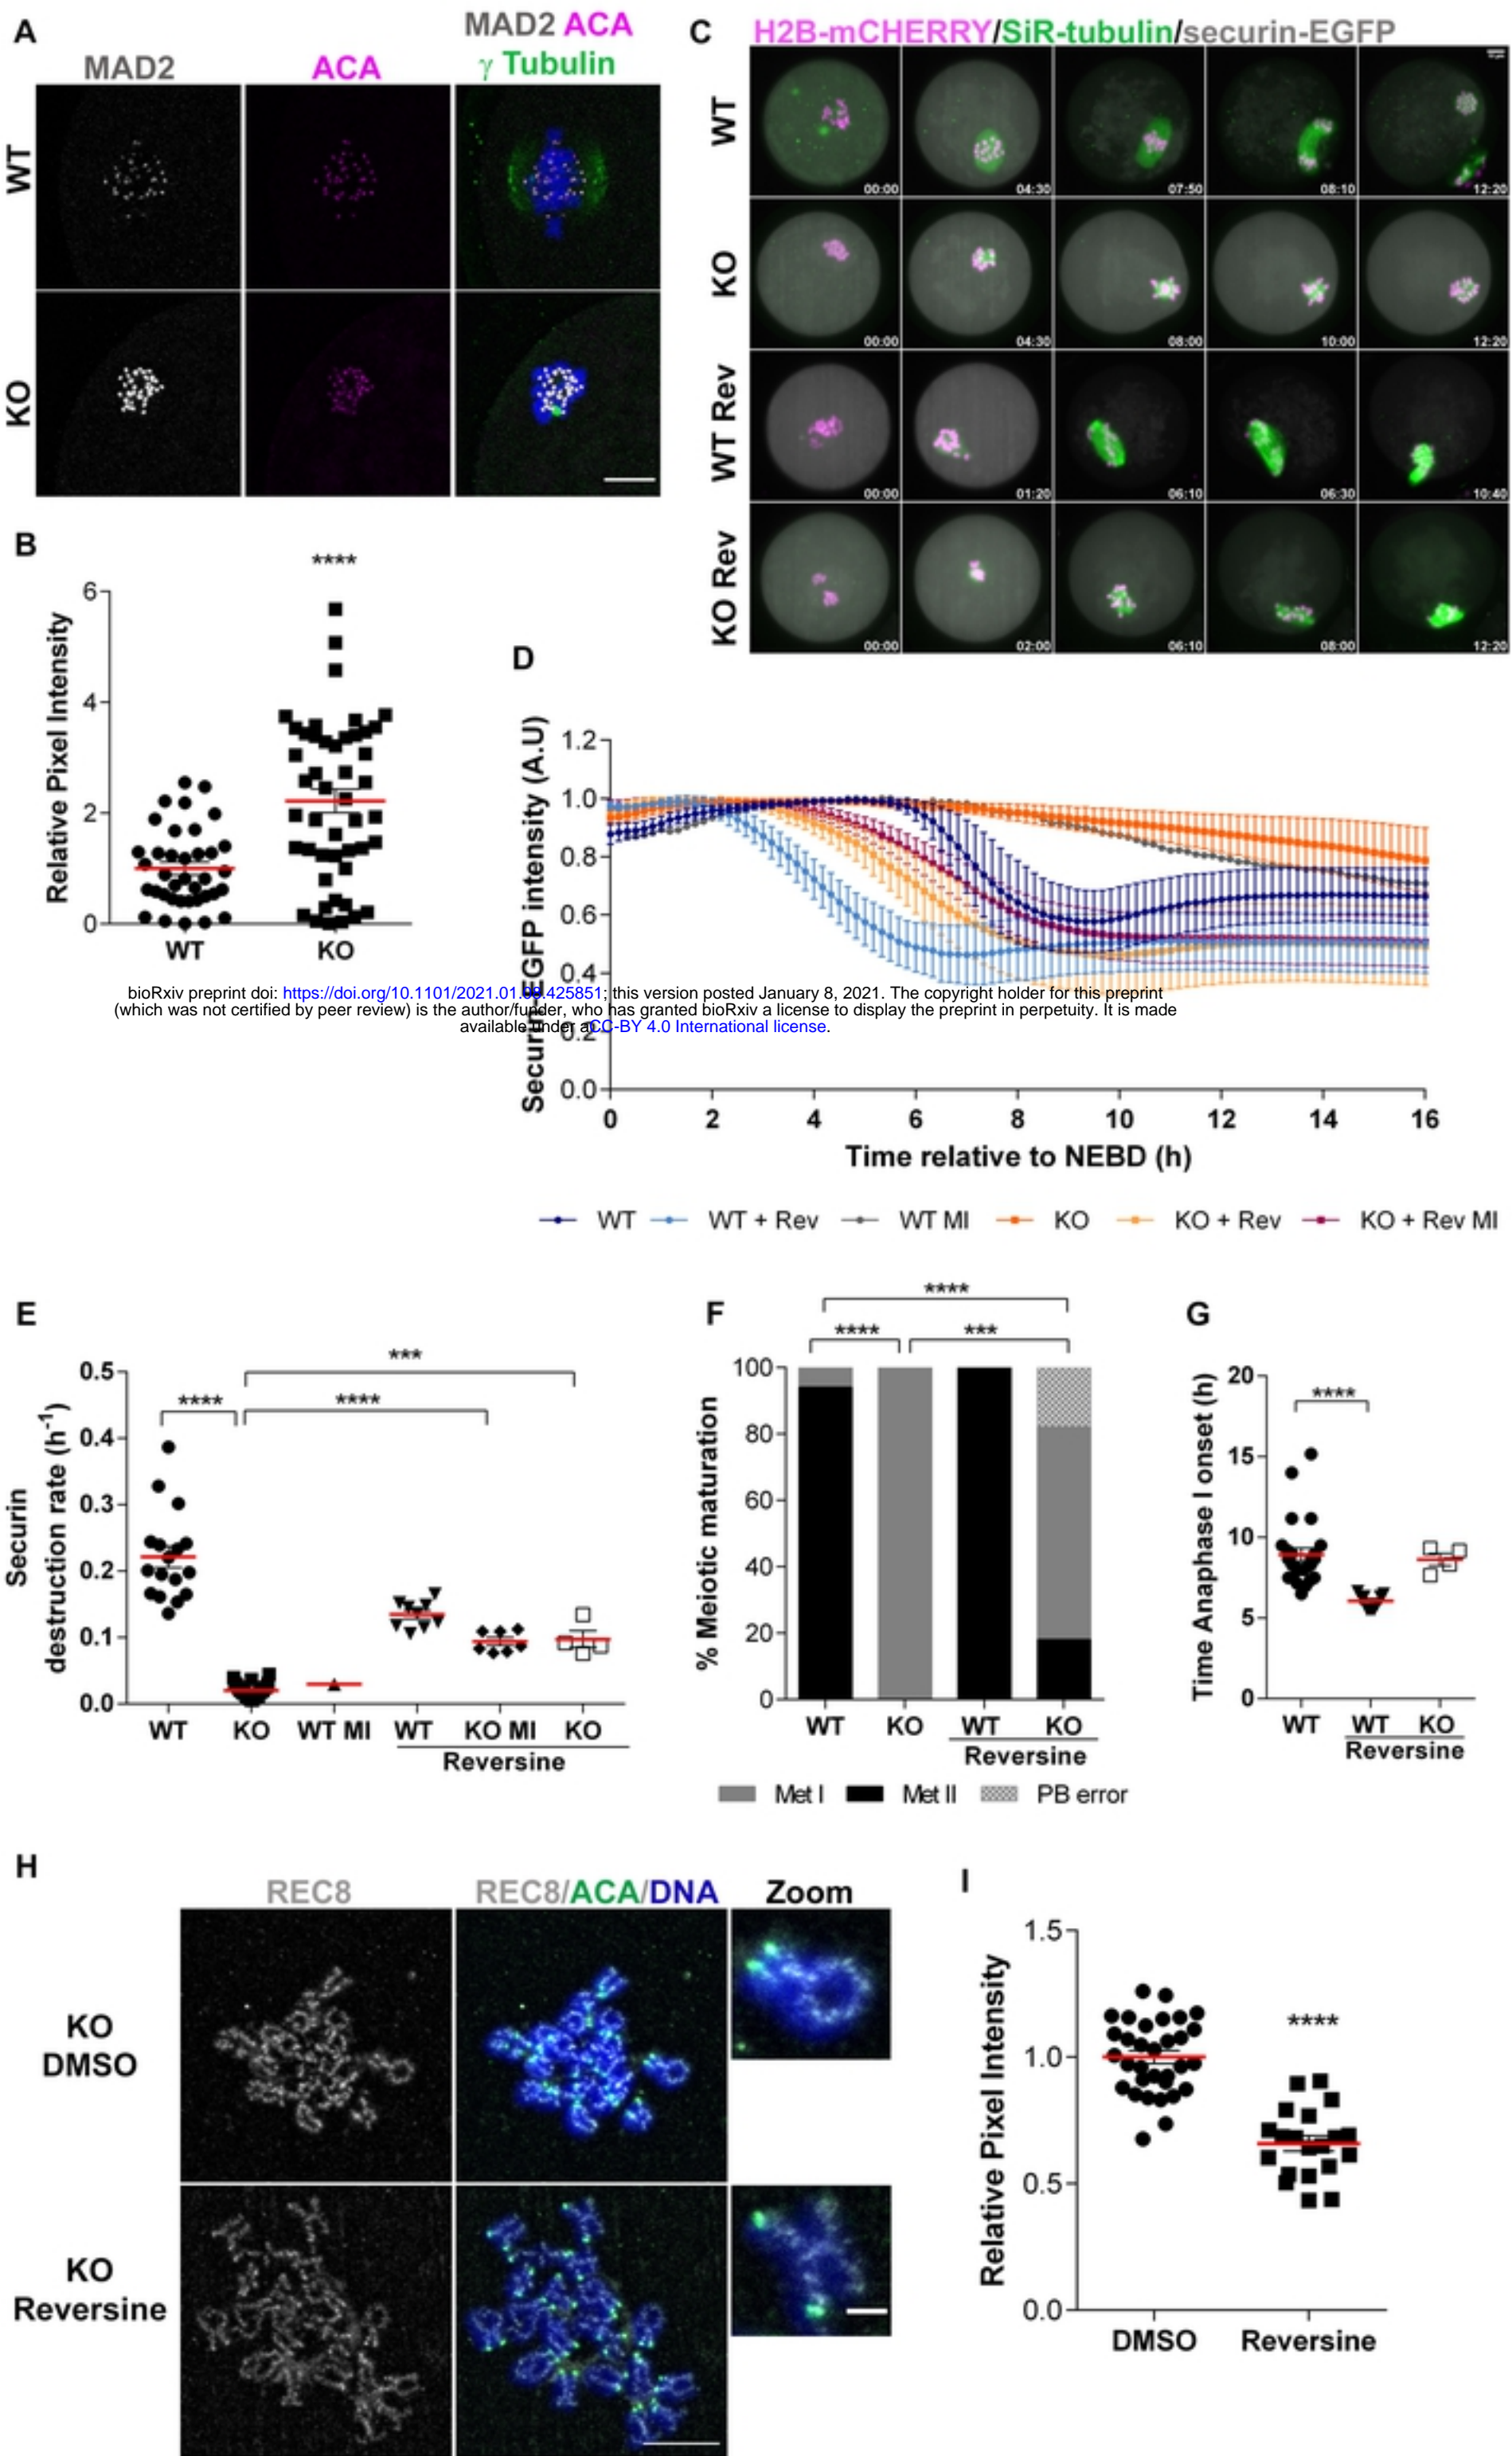 A
MAD2
ACA
MAD2 ACA
γ Tubulin
WT
KO
B
****
Relative Pixel Intensity
6
4
2
0
WT
KO
C
H2B-mCHERRY/SiR-tubulin/securin-EGFP
WT
00:00
04:30
07:50
08:10
12:20
KO
00:00
04:30
08:00
10:00
12:20
WT Rev
00:00
01:20
06:10
06:30
10:40
KO Rev
00:00
02:00
06:10
08:00
12:20
D
Securin-EGFP intensity (A.U)
1.2
1.0
0.8
0.6
0.4
0.2
0.0
0 2 4 6 8 10 12 14 16
Time relative to NEBD (h)
WT WT + Rev WT MI KO KO + Rev KO + Rev MI
bioRxiv preprint doi: https://doi.org/10.1101/2021.01.08.425851; this version posted January 8, 2021. The copyright holder for this preprint
(which was not certified by peer review) is the author/funder, who has granted bioRxiv a license to display the preprint in perpetuity. It is made
available under aCC-BY 4.0 International license.
E
Securin
destruction rate (h-1)
0.5
0.4
0.3
0.2
0.1
0.0
****
***
****
WT KO WT MI WT KO MI KO
Reversine
F
% Meiotic maturation
100
80
60
40
20
0
****
****
***
WT KO WT KO
Reversine
Met I Met II PB error
G
Time Anaphase I onset (h)
20
15
10
5
0
****
WT WT KO
Reversine
H
REC8
REC8/ACA/DNA
Zoom
KO
DMSO
KO
Reversine
I
Relative Pixel Intensity
1.5
1.0
0.5
0.0
****
DMSO Reversine